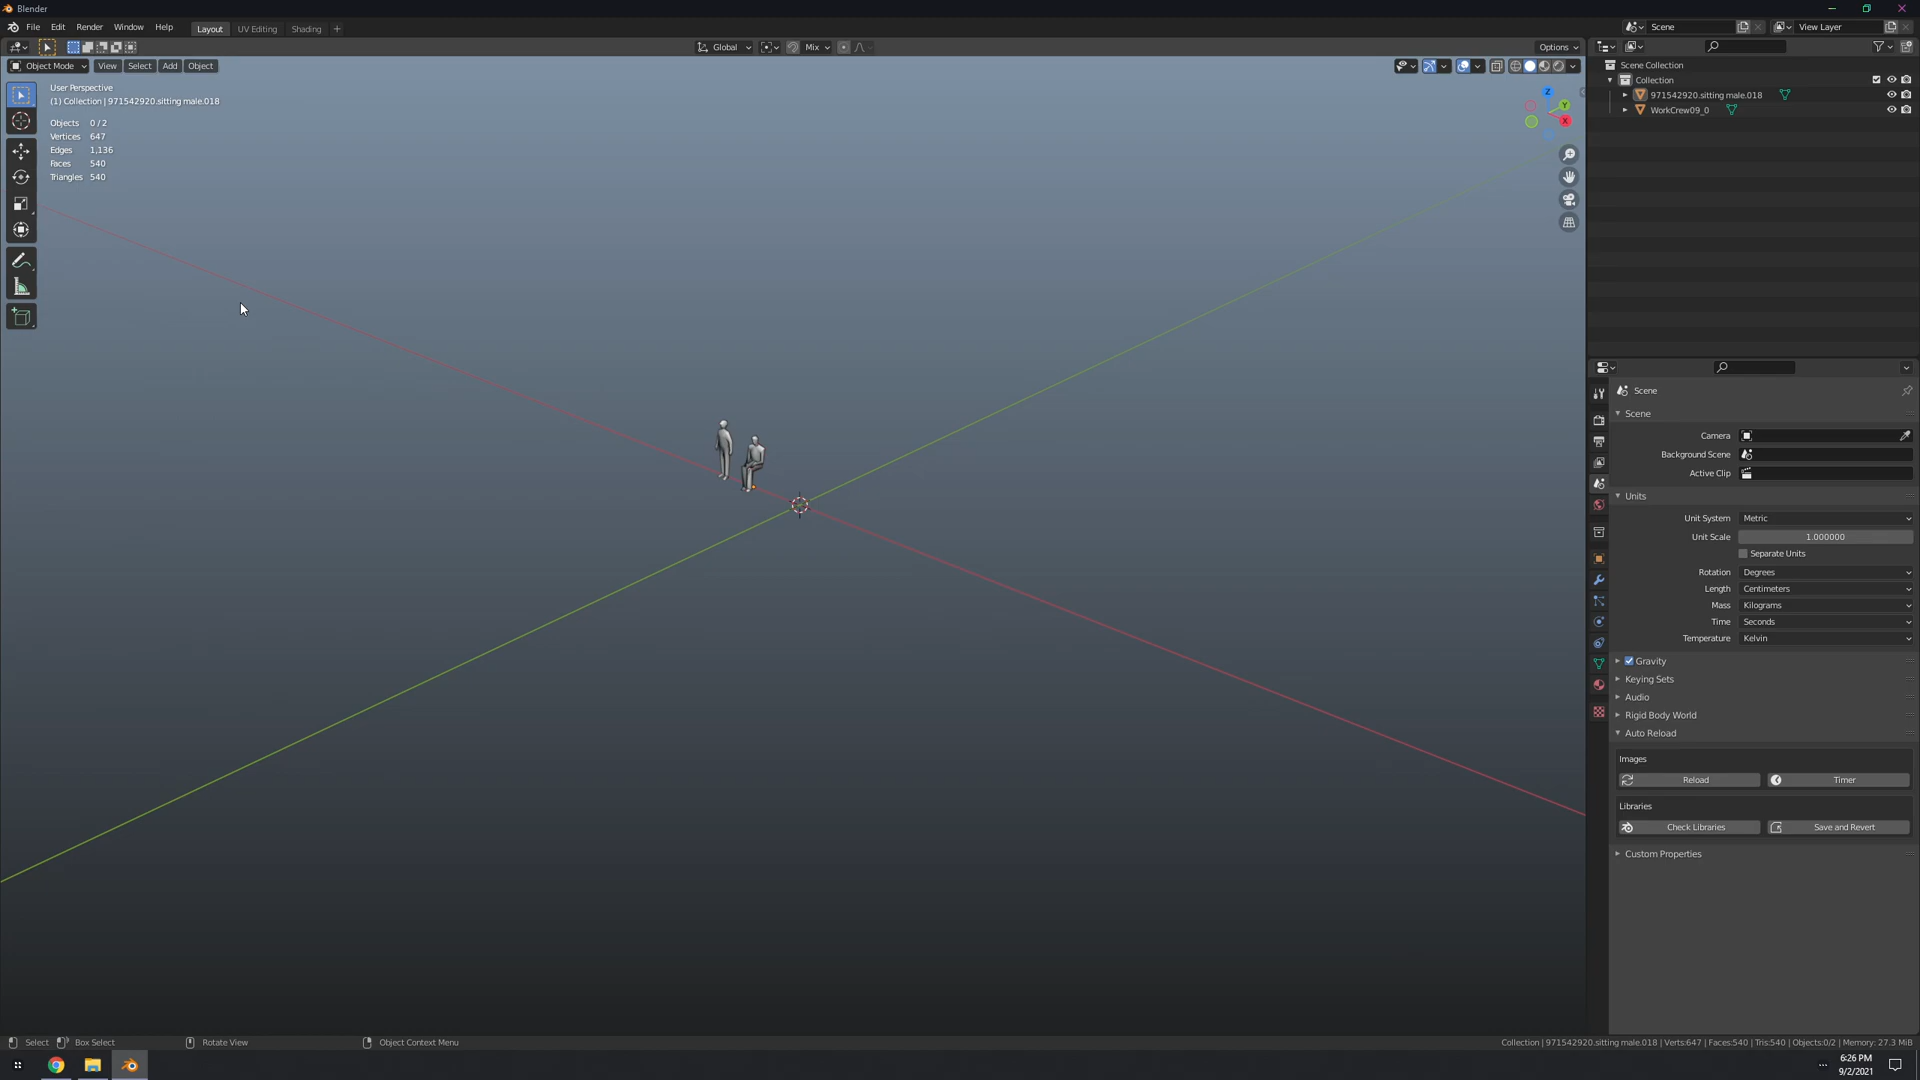 Blender
File Edit Render Window Help Layout UV Editing Shading + Scene View Layer
Global Mix Options
Object Mode View Select Add Object
User Perspective
(1) Collection | 971542920.sitting male.018
Objects 0 / 2
Vertices 647
Edges 1,136
Faces 540
Triangles 540
Z
Y
X
Scene Collection
Collection
971542920.sitting male.018
WorkCrew09_0
Scene
Scene
Camera
Background Scene
Active Clip
Units
Unit System Metric
Unit Scale 1.000000
Separate Units
Rotation Degrees
Length Centimeters
Mass Kilograms
Time Seconds
Temperature Kelvin
Gravity
Keying Sets
Audio
Rigid Body World
Auto Reload
Images
Reload Timer
Libraries
Check Libraries Save and Revert
Custom Properties
Select Box Select Rotate View Object Context Menu Collection | 971542920.sitting male.018 | Verts:647 | Faces:540 | Tris:540 | Objects:0/2 | Memory: 27.3 MiB
6:26 PM
9/2/2021